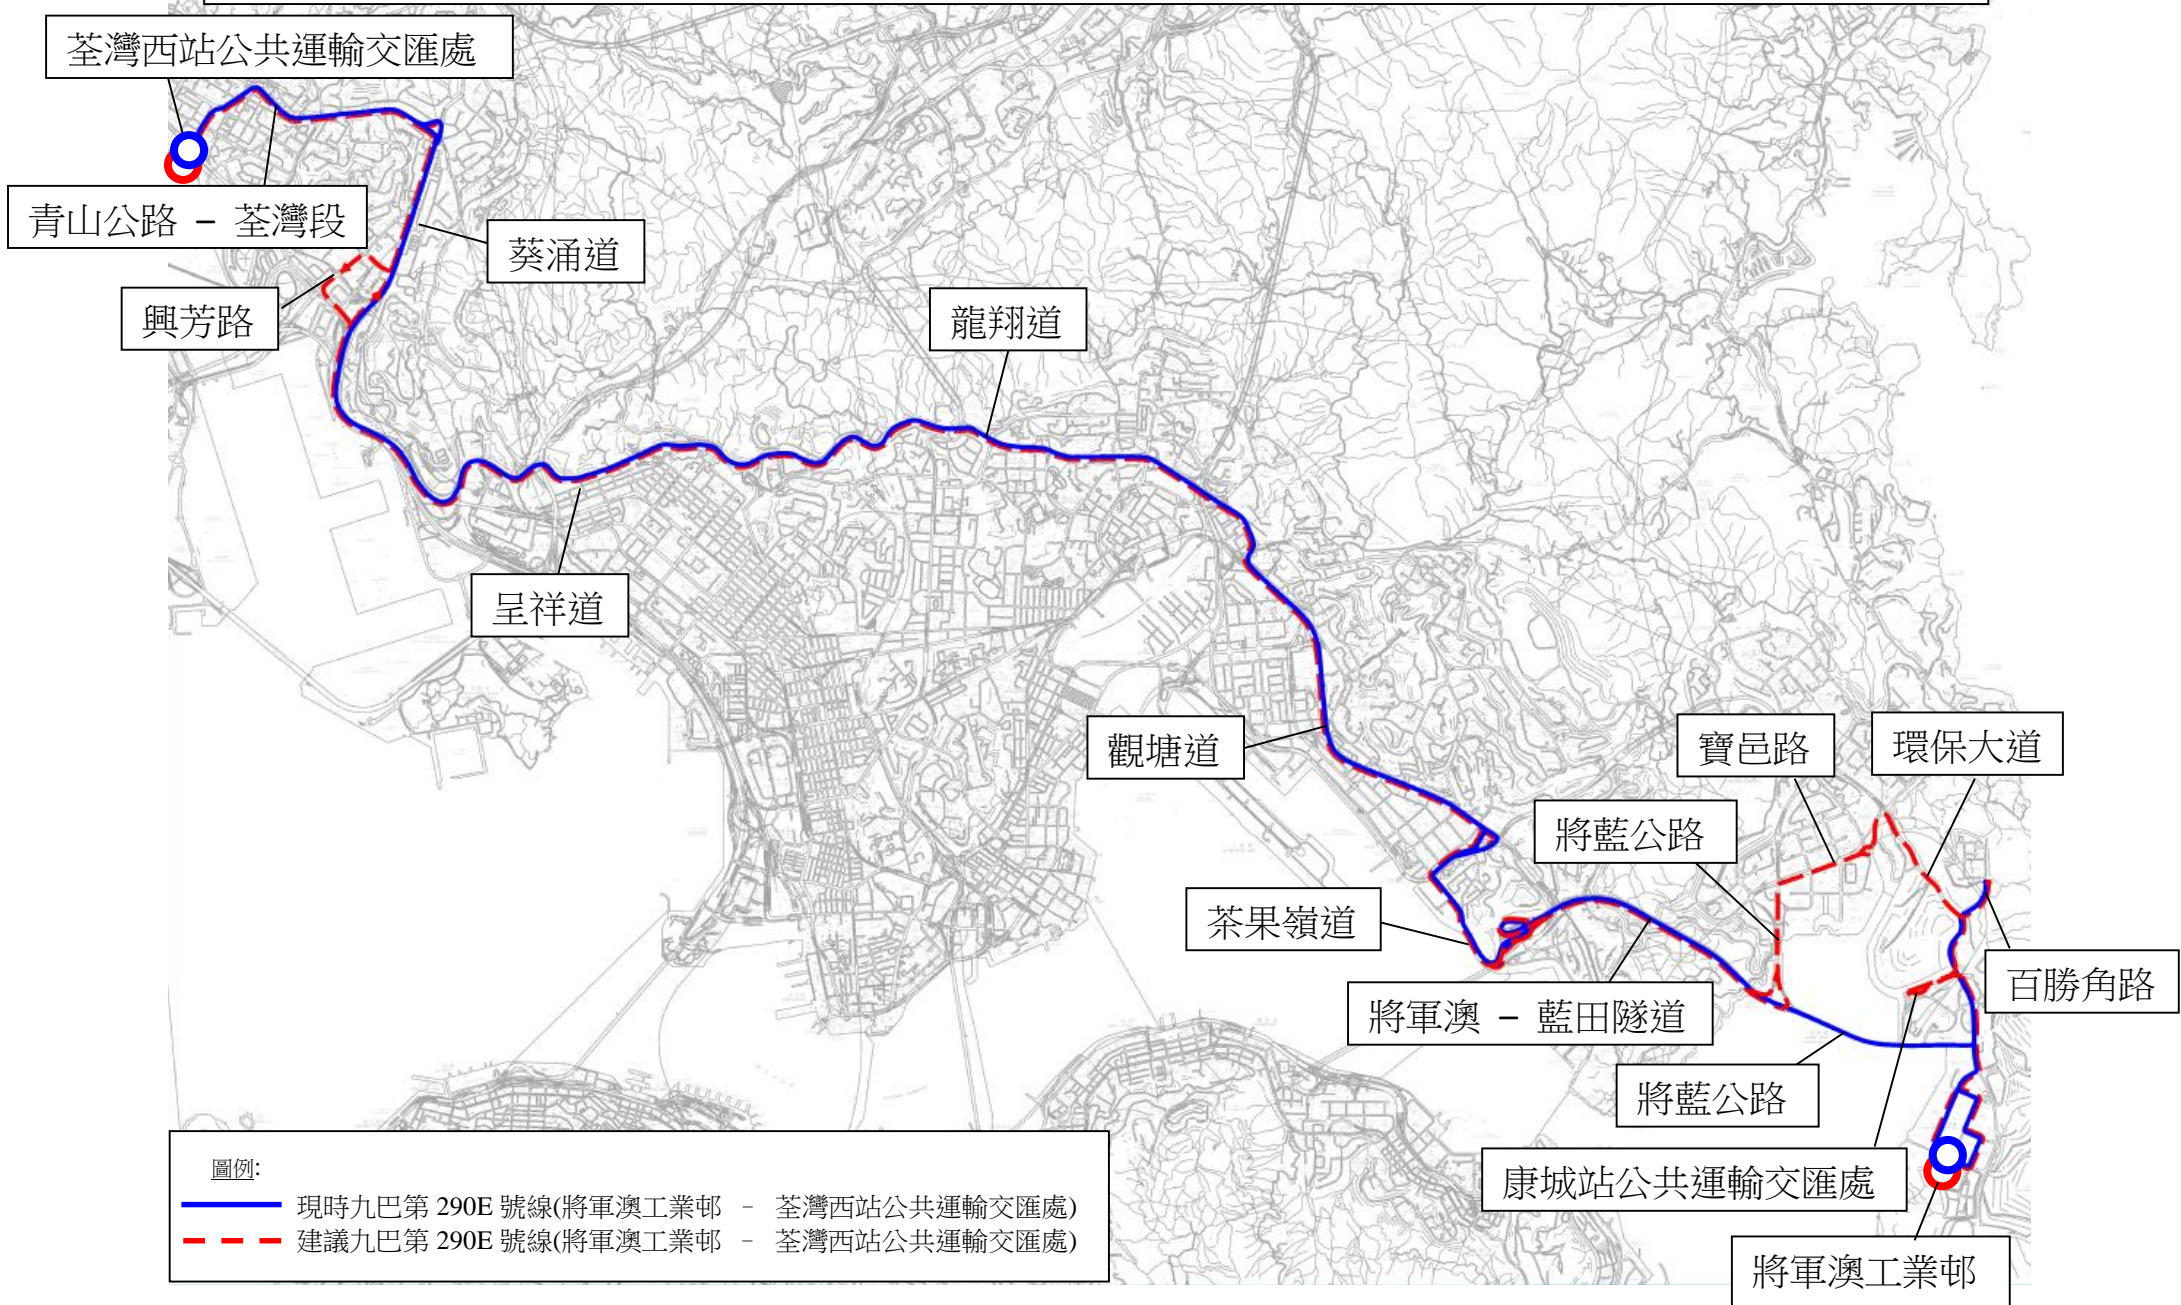 荃灣西站公共運輸交匯處
青山公路 – 荃灣段
葵涌道
興芳路
龍翔道
呈祥道
觀塘道
寶邑路
環保大道
將藍公路
茶果嶺道
百勝角路
將軍澳 – 藍田隧道
將藍公路
康城站公共運輸交匯處
將軍澳工業邨
圖例:
現時九巴第 290E 號線(將軍澳工業邨 - 荃灣西站公共運輸交匯處)
建議九巴第 290E 號線(將軍澳工業邨 - 荃灣西站公共運輸交匯處)